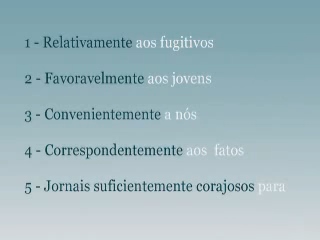 1 - Relativamente aos fugitivos
2 - Favoravelmente aos jovens
3 - Convenientemente a nós
4 - Correspondentemente aos fatos
5 - Jornais suficientemente corajosos para